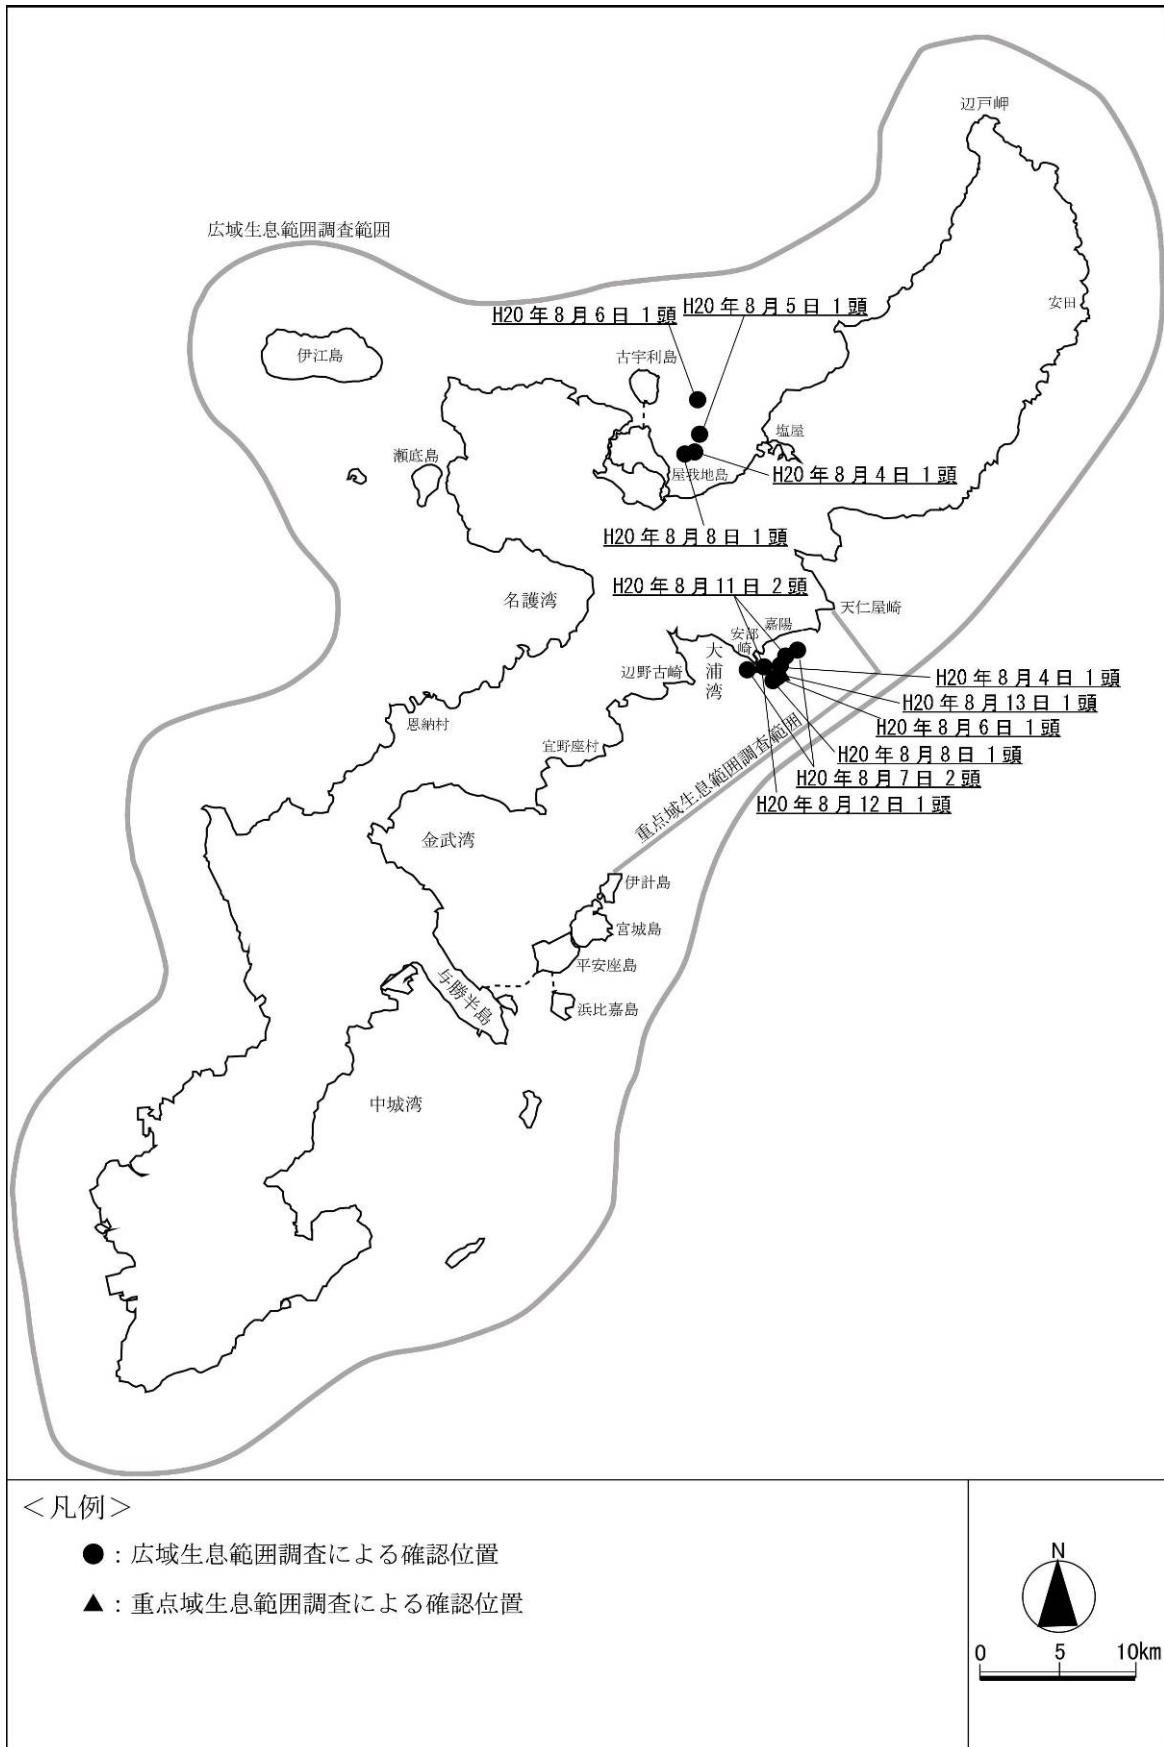 辺戸岬
広域生息範囲調査範囲
安田
H20年8月6日 1頭
H20年8月5日 1頭
伊江島
古宇利島
塩屋
瀬底島
屋我地島
H20年8月4日 1頭
H20年8月8日 1頭
H20年8月11日 2頭
名護湾
天仁屋崎
嘉陽
安部崎
大浦湾
辺野古崎
H20年8月4日 1頭
H20年8月13日 1頭
H20年8月6日 1頭
H20年8月8日 1頭
H20年8月7日 2頭
H20年8月12日 1頭
恩納村
宜野座村
重点域生息範囲調査範囲
金武湾
伊計島
宮城島
平安座島
与勝半島
浜比嘉島
中城湾
＜凡例＞
●：広域生息範囲調査による確認位置
▲：重点域生息範囲調査による確認位置
N
0 5 10km